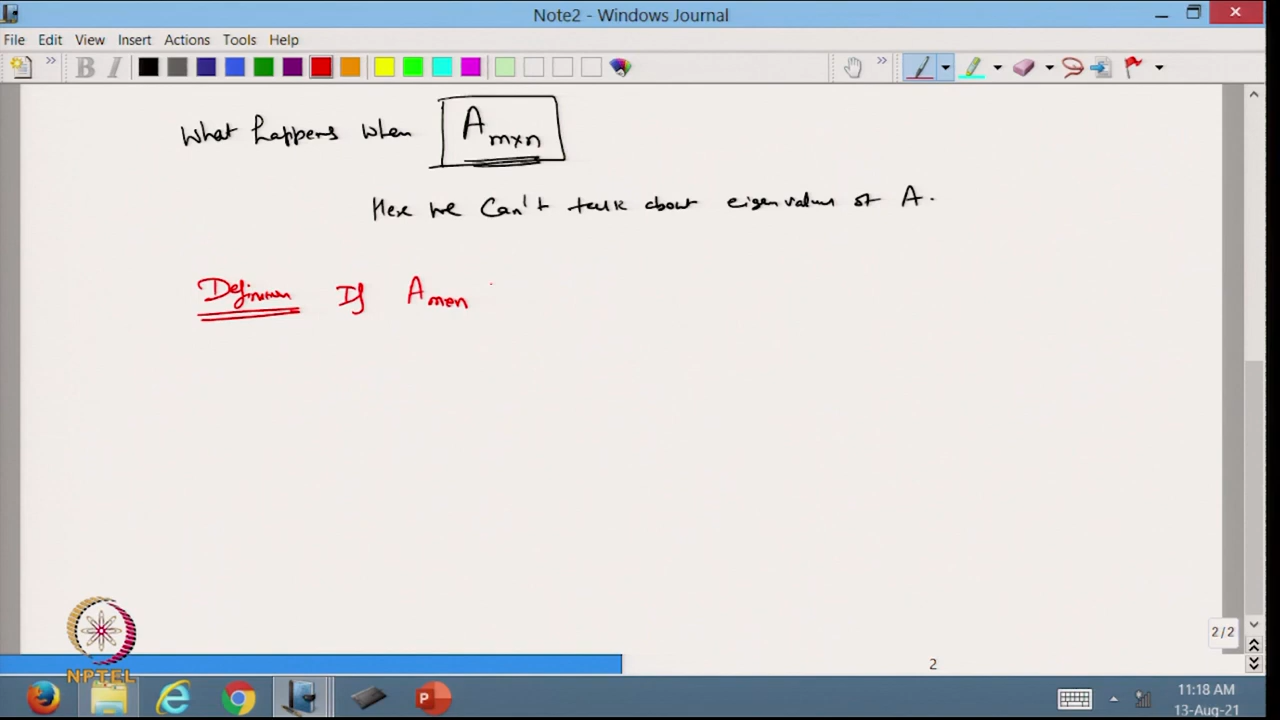 Note2 - Windows Journal
File Edit View Insert Actions Tools Help
What happens when A m×n
Here we can't talk about eigenvalues of A.
Definition If A m×n
2/2
2
NPTEL
11:18 AM
13-Aug-21